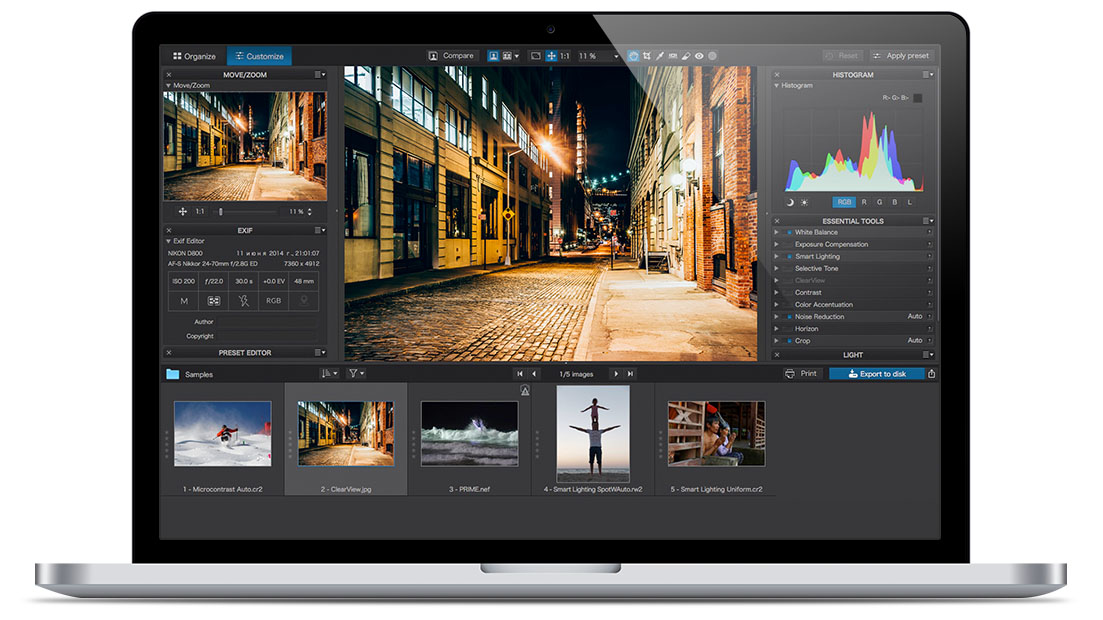 Organize Customize Compare 1:1 11 % Reset Apply preset
MOVE/ZOOM
Move/Zoom
1:1 11 %
EXIF
Exif Editor
NIKON D800 11 июня 2014 г., 21:01:07
AF-S Nikkor 24-70mm f/2.8G ED 7360 x 4912
ISO 200 ƒ/22.0 30.0 s +0.0 EV 48 mm
M RGB
Author
Copyright
PRESET EDITOR
HISTOGRAM
Histogram
R> G> B>
RGB R G B L
ESSENTIAL TOOLS
White Balance
Exposure Compensation
Smart Lighting
Selective Tone
ClearView
Contrast
Color Accentuation
Noise Reduction Auto
Horizon
Crop Auto
LIGHT
Samples 1/5 images Print Export to disk
1 - Microcontrast Auto.cr2 2 - ClearView.jpg 3 - PRIME.nef 4 - Smart Lighting SpotWAuto.rw2 5 - Smart Lighting Uniform.cr2